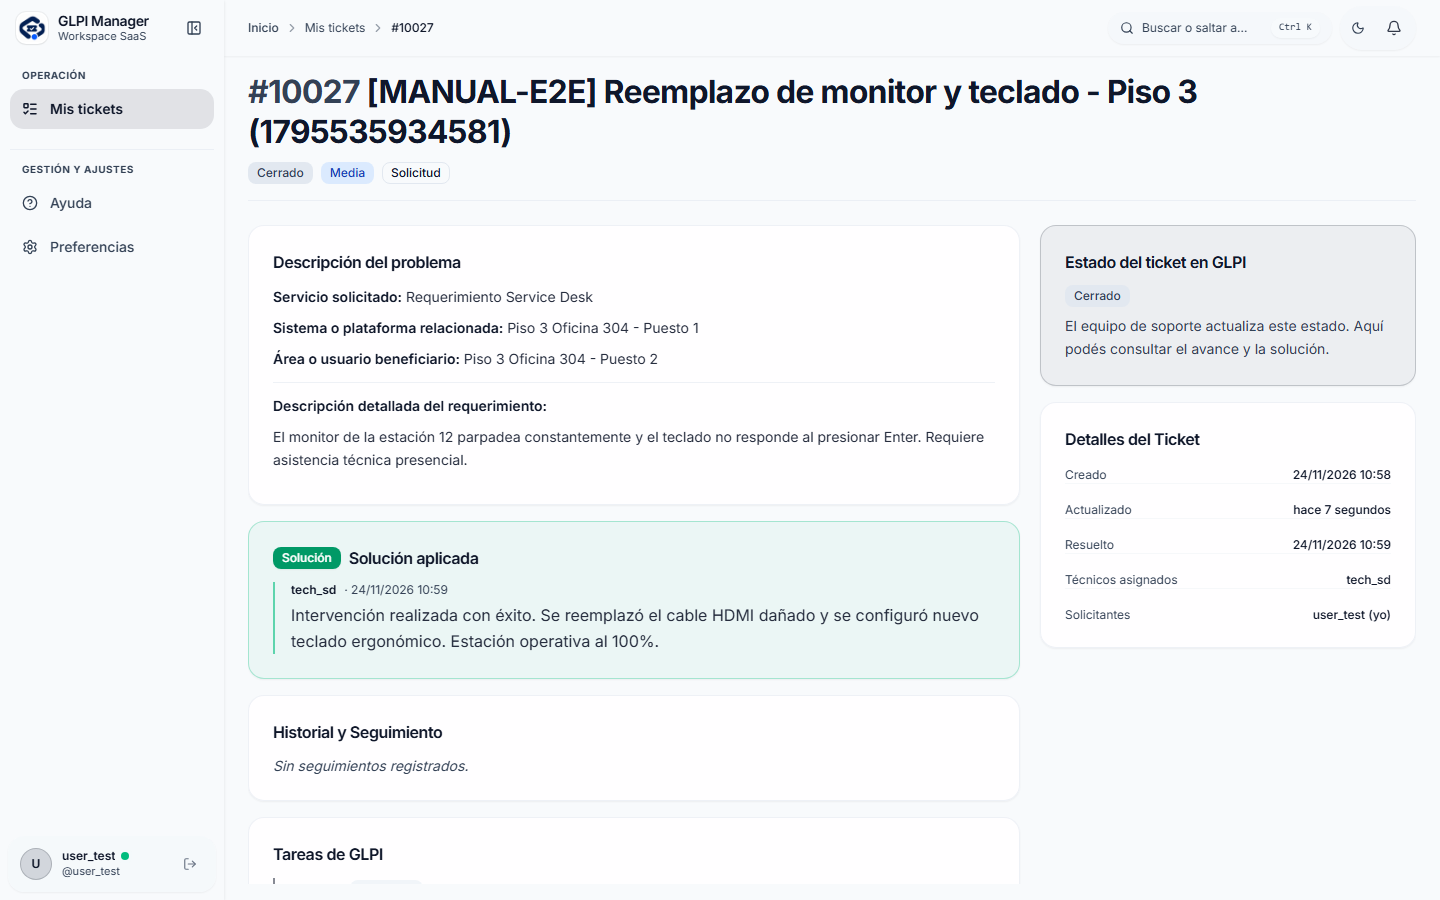 GLPI Manager
Workspace SaaS
OPERACIÓN
Mis tickets
GESTIÓN Y AJUSTES
Ayuda
Preferencias
U
user_test
@user_test
Inicio > Mis tickets > #10027
Buscar o saltar a... Ctrl K
#10027 [MANUAL-E2E] Reemplazo de monitor y teclado - Piso 3
(1795535934581)
Cerrado Media Solicitud
Descripción del problema
Servicio solicitado: Requerimiento Service Desk
Sistema o plataforma relacionada: Piso 3 Oficina 304 - Puesto 1
Área o usuario beneficiario: Piso 3 Oficina 304 - Puesto 2
Descripción detallada del requerimiento:
El monitor de la estación 12 parpadea constantemente y el teclado no responde al presionar Enter. Requiere
asistencia técnica presencial.
Solución Solución aplicada
tech_sd · 24/11/2026 10:59
Intervención realizada con éxito. Se reemplazó el cable HDMI dañado y se configuró nuevo
teclado ergonómico. Estación operativa al 100%.
Historial y Seguimiento
Sin seguimientos registrados.
Tareas de GLPI
Estado del ticket en GLPI
Cerrado
El equipo de soporte actualiza este estado. Aquí
podés consultar el avance y la solución.
Detalles del Ticket
Creado 24/11/2026 10:58
Actualizado hace 7 segundos
Resuelto 24/11/2026 10:59
Técnicos asignados tech_sd
Solicitantes user_test (yo)